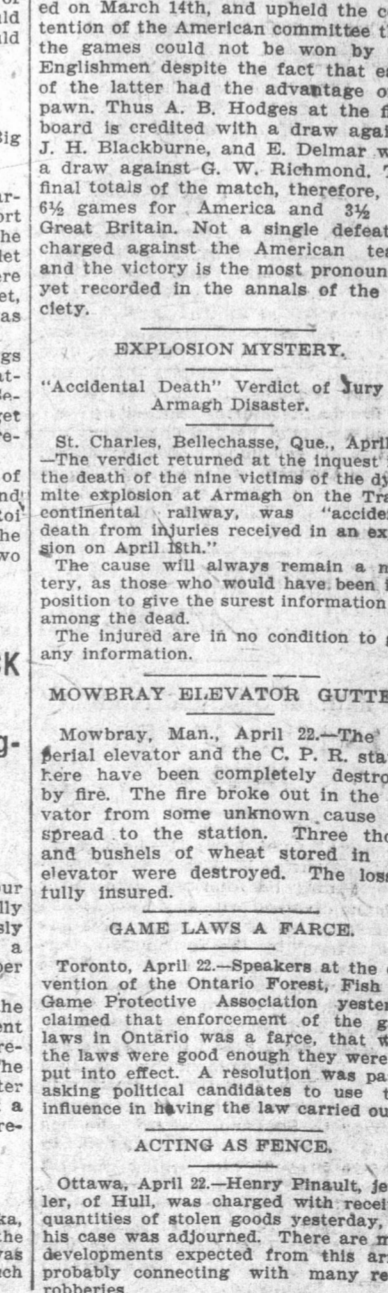 ed on March 14th, and upheld the
tention of the American committee
the games could not be won by
Englishmen despite the fact that
of the latter had the advantage
pawn. Thus A. B. Hodges at the
board is credited with a draw
J. H. Blackburne, and E. Delmar
a draw against G. W. Richmond.
final totals of the match, therefore,
6½ games for America and 3½
Great Britain. Not a single defeat
charged against the American
and the victory is the most
yet recorded in the annals of the
ciety.
EXPLOSION MYSTERY.
"Accidental Death" Verdict of Jury
Armagh Disaster.
St. Charles, Bellechasse, Que., April
—The verdict returned at the inquest
the death of the nine victims of the dy
mite explosion at Armagh on the Tra
continental railway, was "accide
death from injuries received in an ex
sion on April 18th."
The cause will always remain a m
tery, as those who would have been i
position to give the surest information
among the dead.
The injured are in no condition to
any information.
MOWBRAY ELEVATOR GUTTE
Mowbray, Man., April 22.—The
perial elevator and the C. P. R. sta
here have been completely destro
by fire. The fire broke out in the
vator from some unknown cause
spread to the station. Three tho
and bushels of wheat stored in
elevator were destroyed. The loss
fully insured.
GAME LAWS A FARCE.
Toronto, April 22.—Speakers at the
vention of the Ontario Forest, Fish
Game Protective Association yester
claimed that enforcement of the g
laws in Ontario was a farce, that w
the laws were good enough they were
put into effect. A resolution was pa
asking political candidates to use t
influence in having the law carried ou
ACTING AS FENCE.
Ottawa, April 22.—Henry Pinault, je
ler, of Hull, was charged with recei
quantities of stolen goods yesterday,
his case was adjourned. There are m
developments expected from this ar
probably connecting with many re
robberies